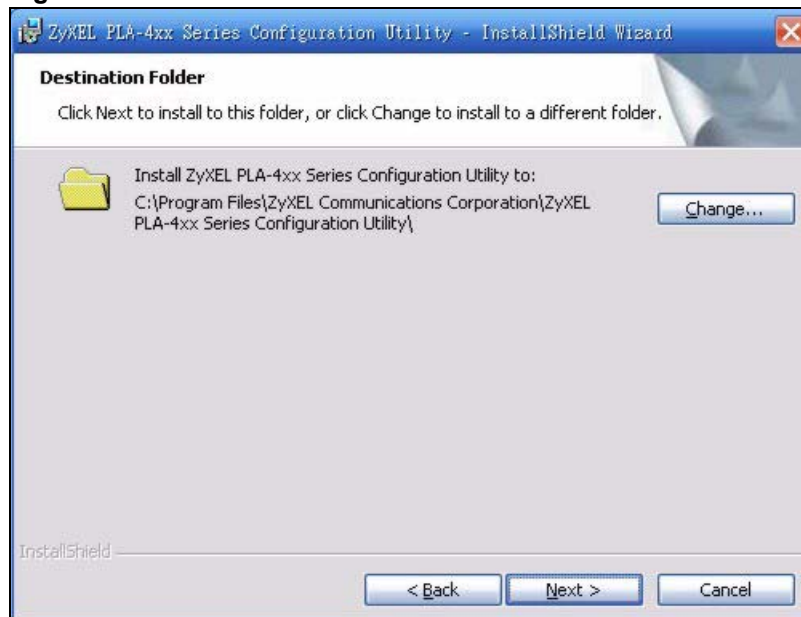 ZyXEL PLA-4xx Series Configuration Utility - InstallShield Wizard
Destination Folder
Click Next to install to this folder, or click Change to install to a different folder.
Install ZyXEL PLA-4xx Series Configuration Utility to:
C:\Program Files\ZyXEL Communications Corporation\ZyXEL
PLA-4xx Series Configuration Utility\
Change...
InstallShield
< Back
Next >
Cancel